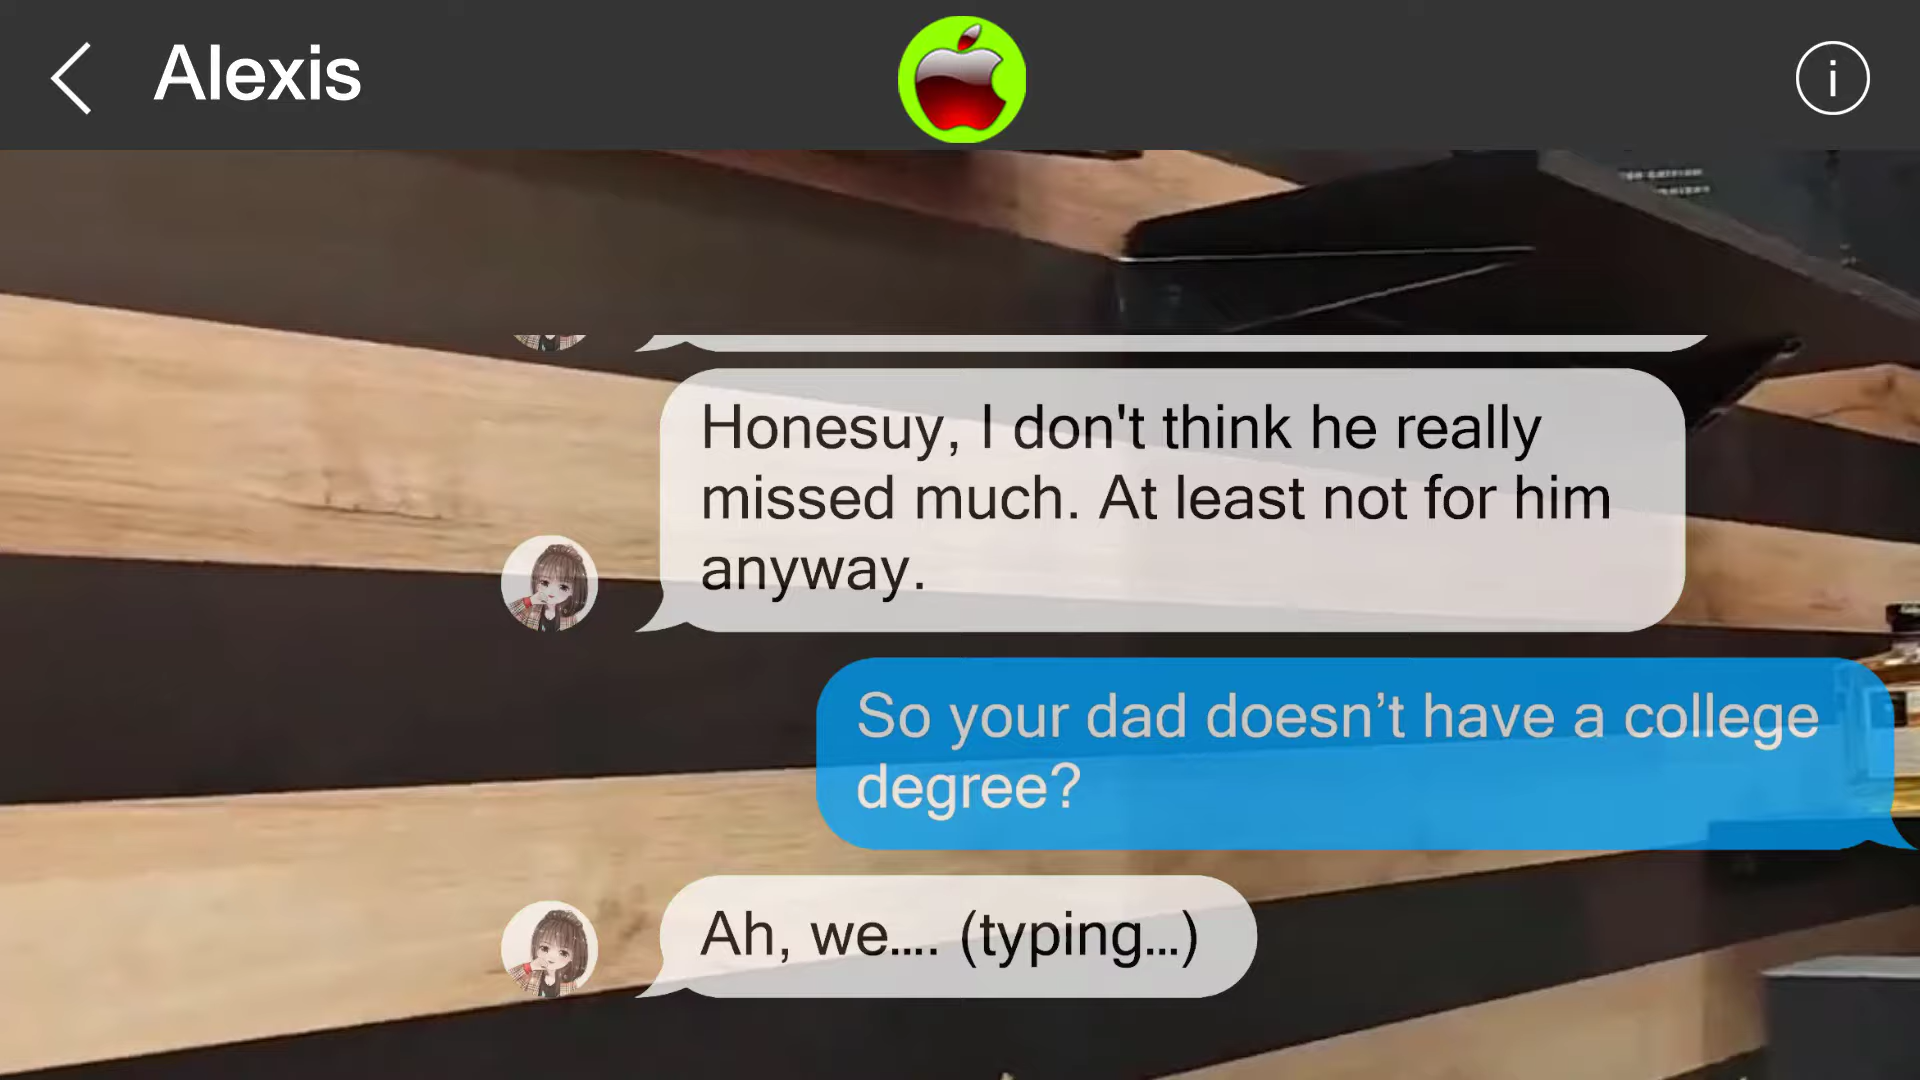 Alexis
i
Honesuy, I don't think he really
missed much. At least not for him
anyway.
So your dad doesn’t have a college
degree?
Ah, we.... (typing...)